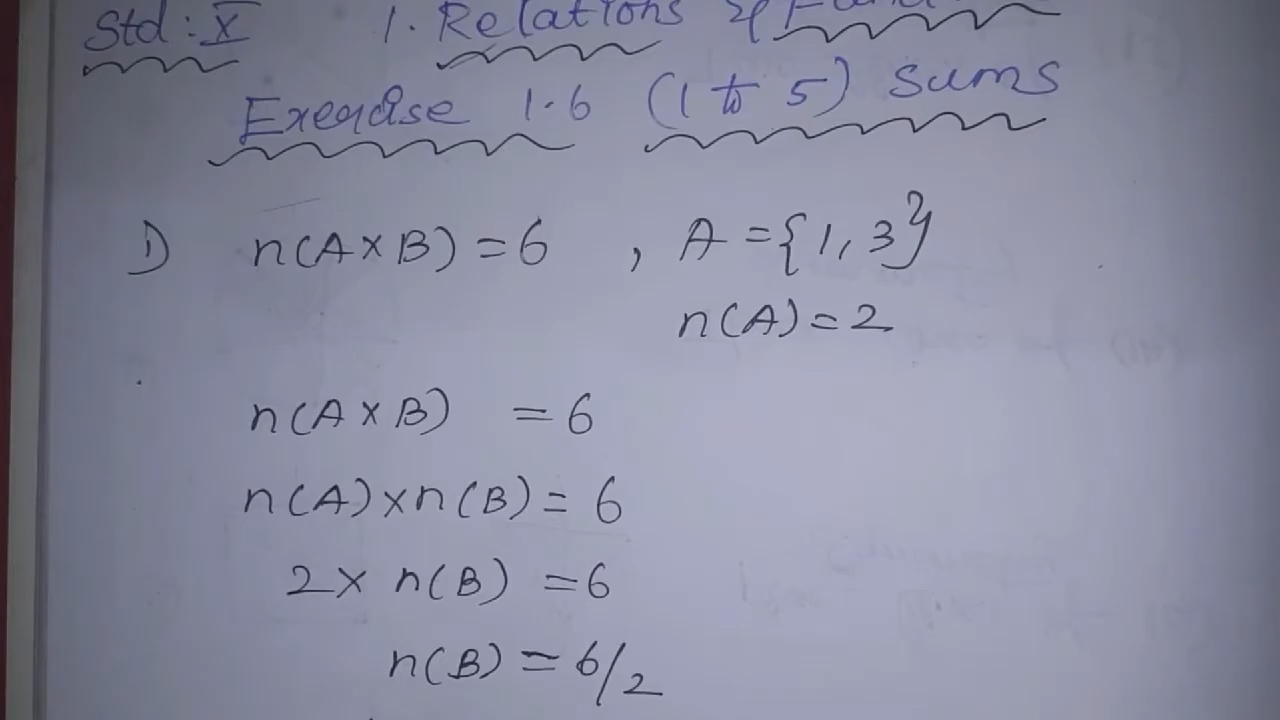 Std : X 1. Relations &
Exercise 1.6 (1 to 5) sums
1) n(A×B) = 6 , A = {1, 3}
n(A) = 2
n(A×B) = 6
n(A)×n(B) = 6
2× n(B) = 6
n(B) = 6/2